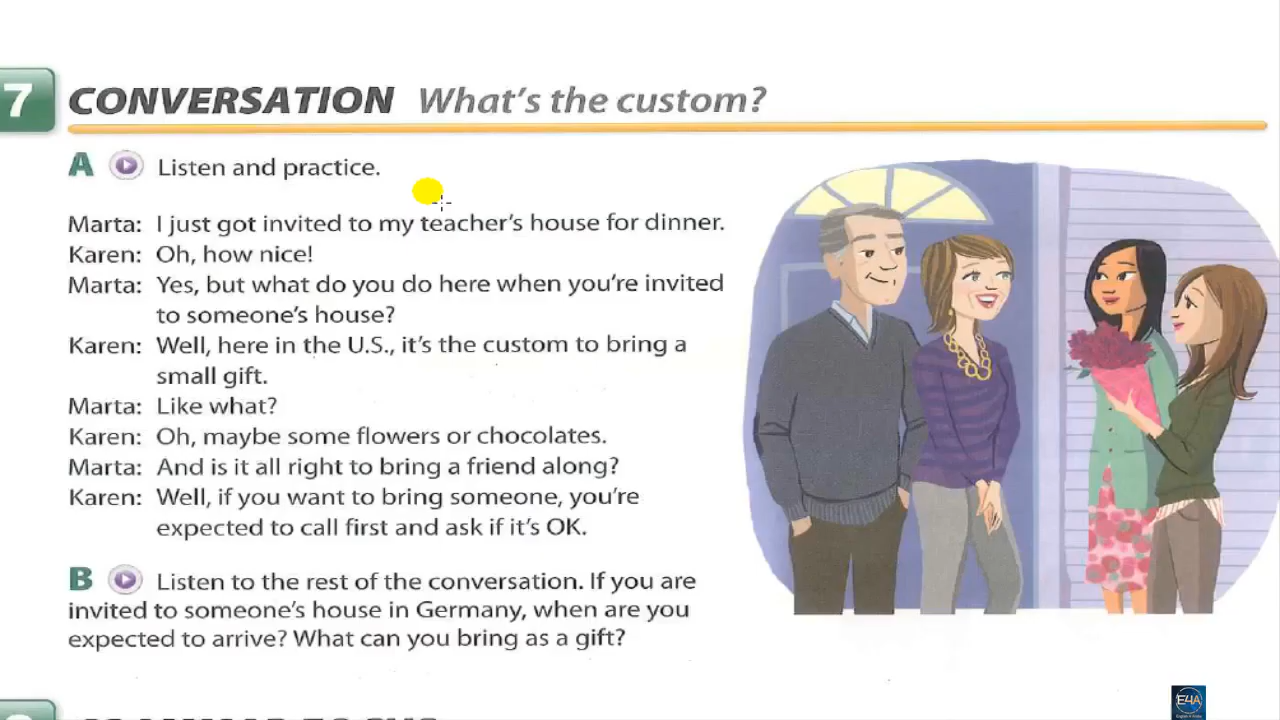 7 CONVERSATION What's the custom?
A Listen and practice.
Marta: I just got invited to my teacher's house for dinner.
Karen: Oh, how nice!
Marta: Yes, but what do you do here when you're invited
to someone's house?
Karen: Well, here in the U.S., it's the custom to bring a
small gift.
Marta: Like what?
Karen: Oh, maybe some flowers or chocolates.
Marta: And is it all right to bring a friend along?
Karen: Well, if you want to bring someone, you're
expected to call first and ask if it's OK.
B Listen to the rest of the conversation. If you are
invited to someone's house in Germany, when are you
expected to arrive? What can you bring as a gift?
E4A